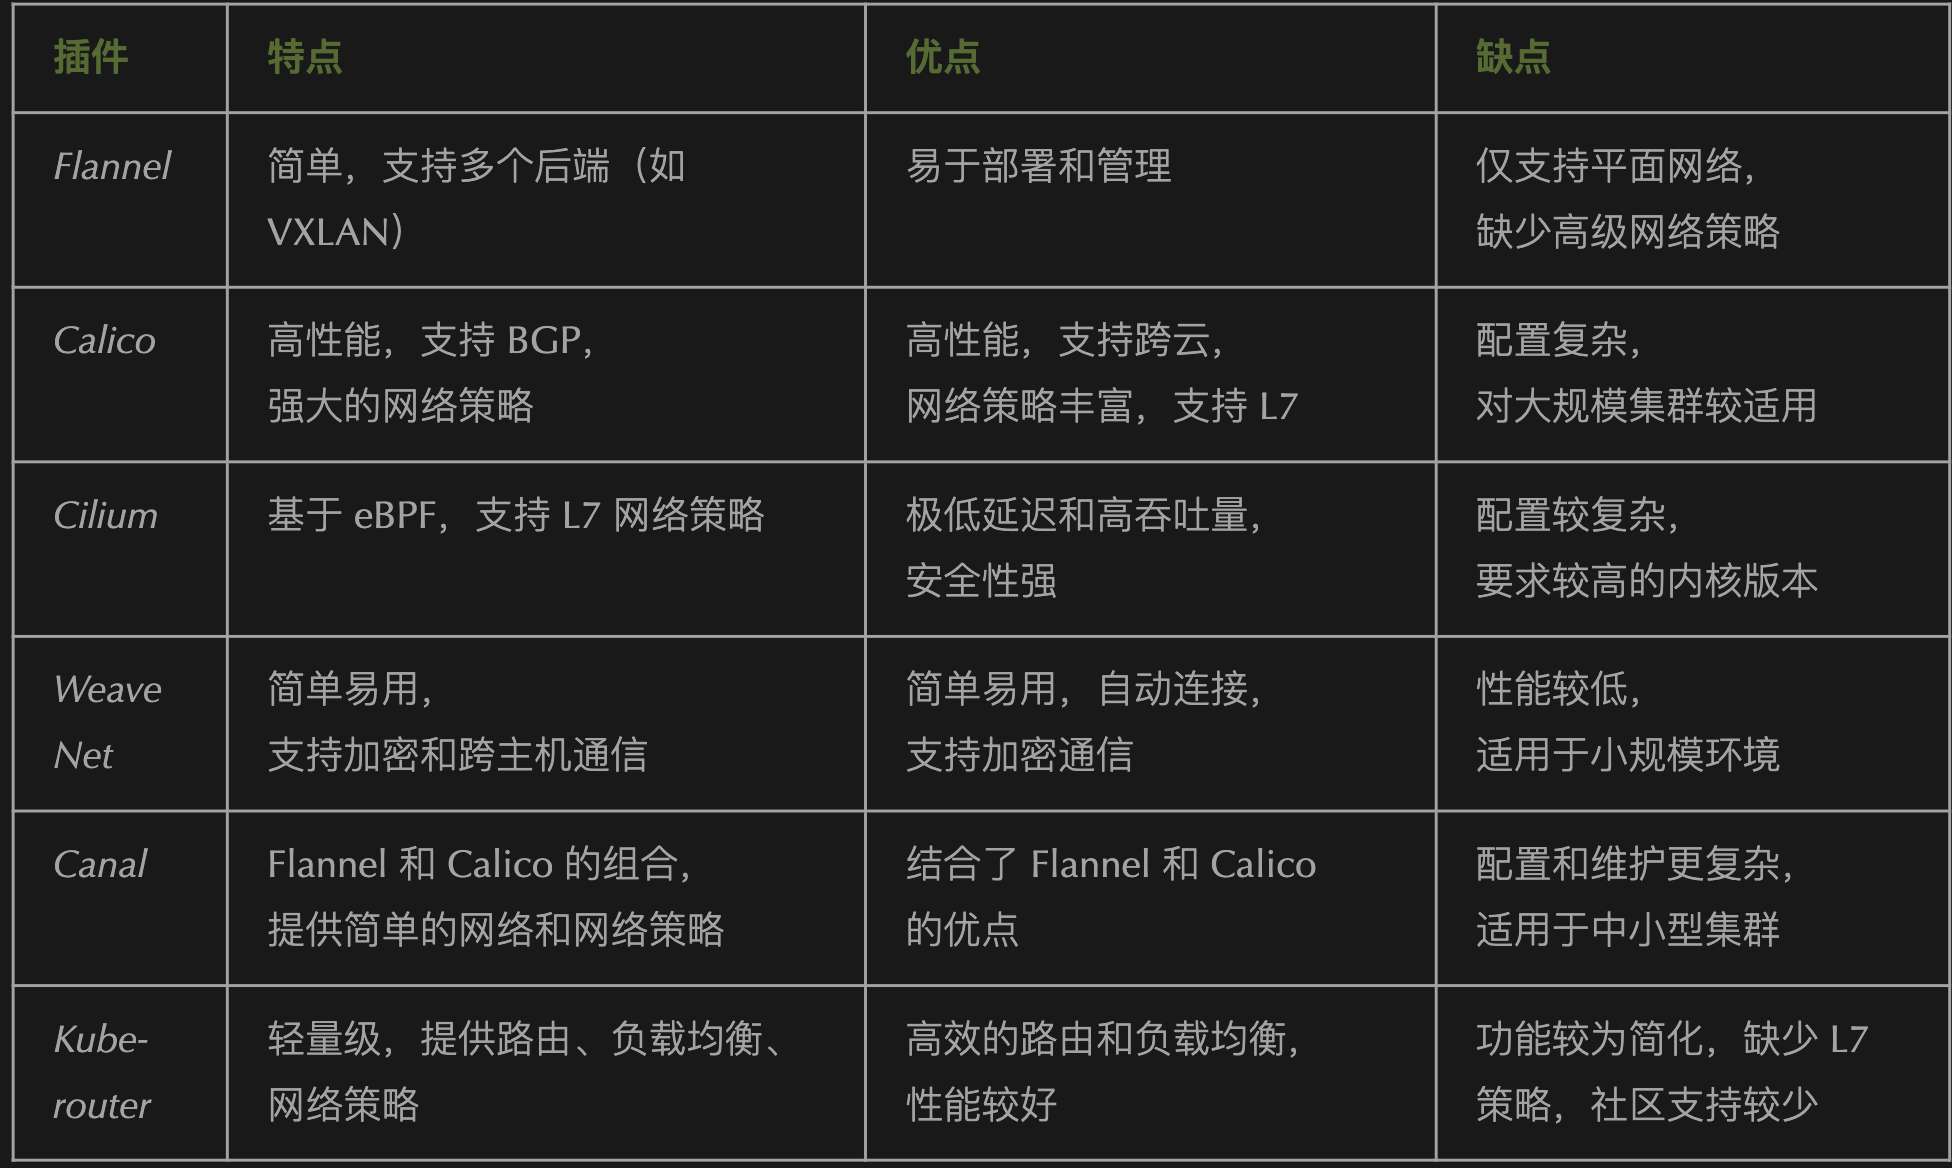 插件 特点 优点 缺点
Flannel 简单，支持多个后端（如 易于部署和管理 仅支持平面网络，
VXLAN） 缺少高级网络策略
Calico 高性能，支持 BGP， 高性能，支持跨云， 配置复杂，
强大的网络策略 网络策略丰富，支持 L7 对大规模集群较适用
Cilium 基于 eBPF，支持 L7 网络策略 极低延迟和高吞吐量， 配置较复杂，
安全性强 要求较高的内核版本
Weave 简单易用， 简单易用，自动连接， 性能较低，
Net 支持加密和跨主机通信 支持加密通信 适用于小规模环境
Canal Flannel 和 Calico 的组合， 结合了 Flannel 和 Calico 配置和维护更复杂，
提供简单的网络和网络策略 的优点 适用于中小型集群
Kube- 轻量级，提供路由、负载均衡、 高效的路由和负载均衡， 功能较为简化，缺少 L7
router 网络策略 性能较好 策略，社区支持较少